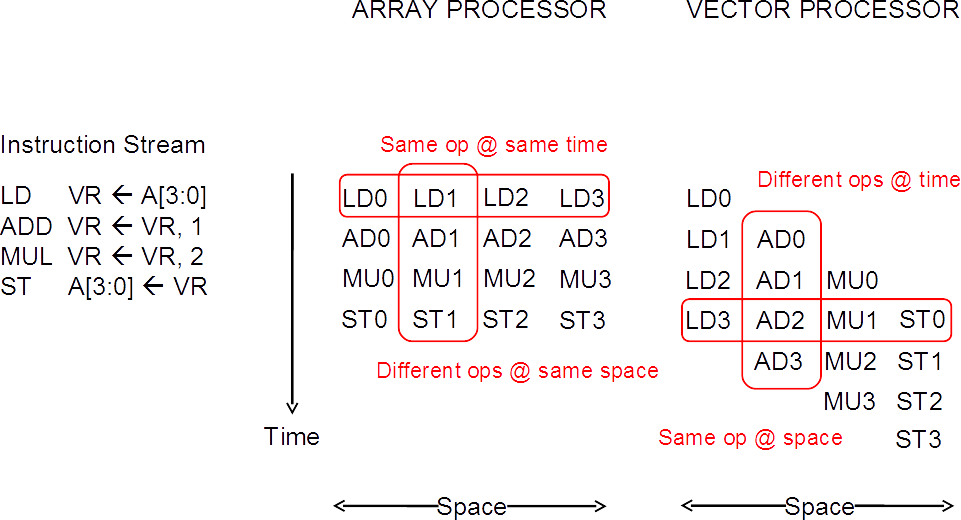 ARRAY PROCESSOR
VECTOR PROCESSOR
Instruction Stream
LD VR ← A[3:0]
ADD VR ← VR, 1
MUL VR ← VR, 2
ST A[3:0] ← VR
Time
Same op @ same time
LD0 LD1 LD2 LD3
AD0 AD1 AD2 AD3
MU0 MU1 MU2 MU3
ST0 ST1 ST2 ST3
Different ops @ same space
Space
Different ops @ time
LD0
LD1 AD0
LD2 AD1 MU0
LD3 AD2 MU1 ST0
AD3 MU2 ST1
MU3 ST2
Same op @ space
ST3
Space